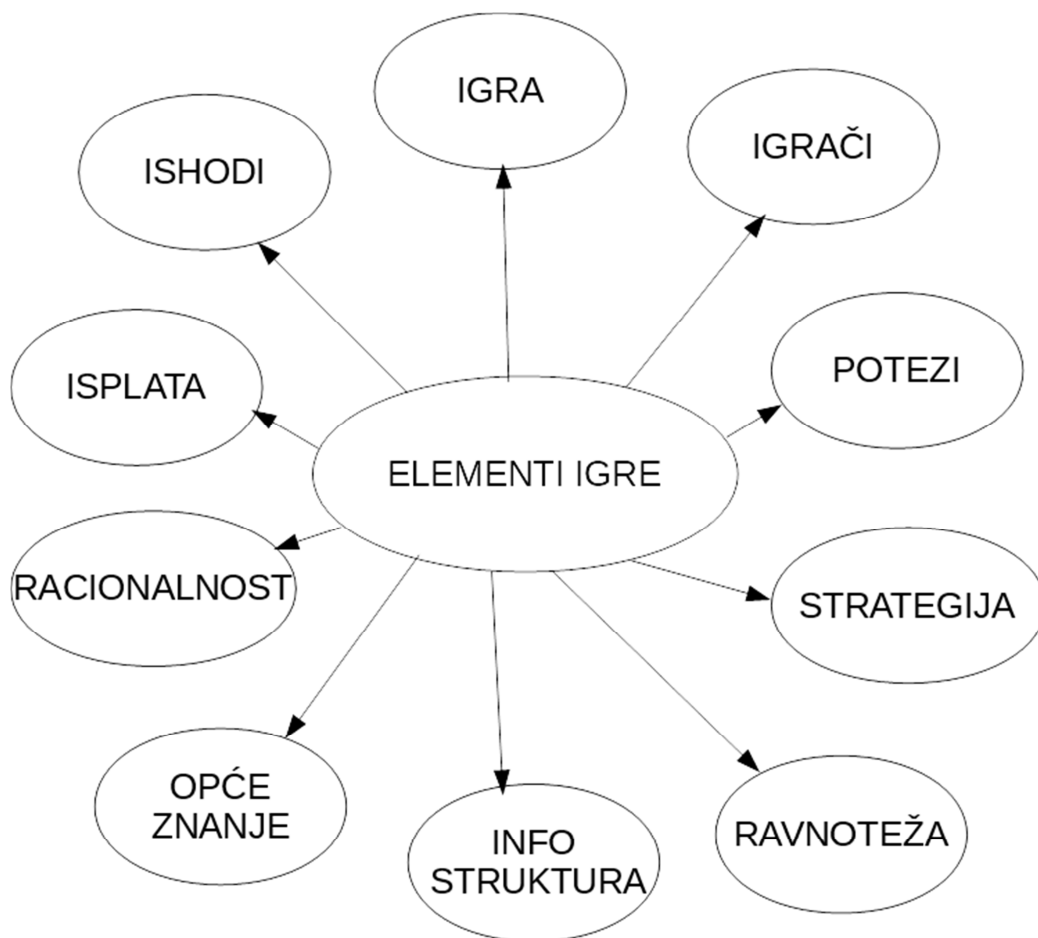 IGRA
IGRAČI
ISHODI
POTEZI
ISPLATA
ELEMENTI IGRE
RACIONALNOST
STRATEGIJA
OPĆE
ZNANJE
INFO
STRUKTURA
RAVNOTEŽA